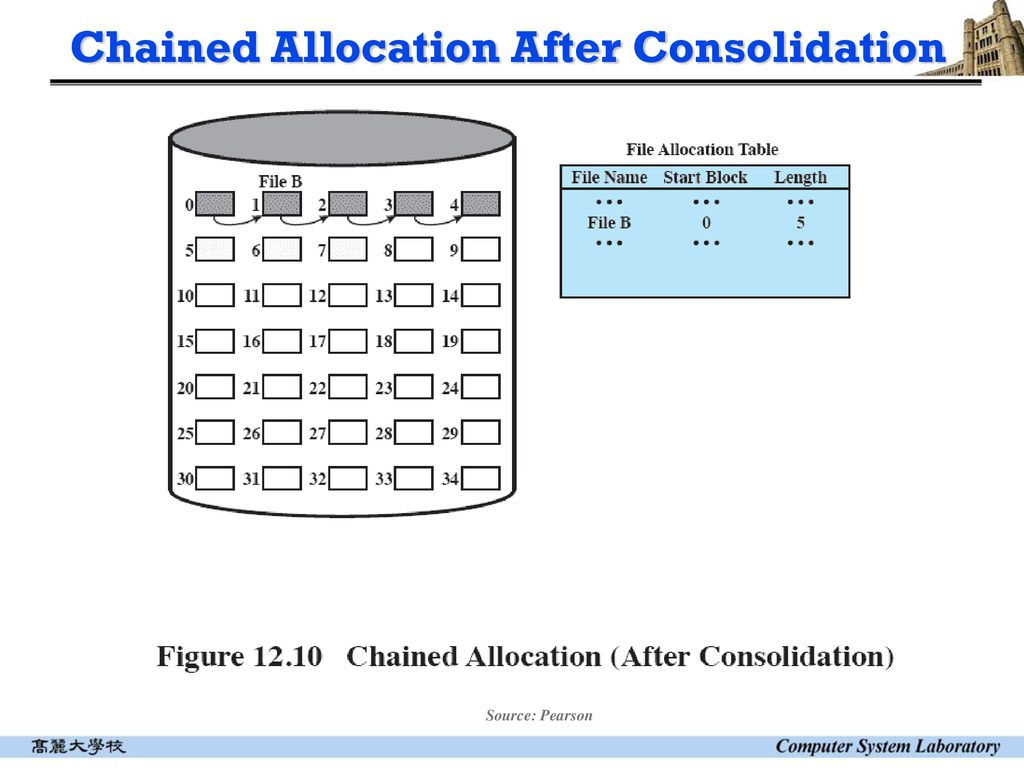 Chained Allocation After Consolidation
File B
0 1 2 3 4
5 6 7 8 9
10 11 12 13 14
15 16 17 18 19
20 21 22 23 24
25 26 27 28 29
30 31 32 33 34
File Allocation Table
File Name Start Block Length
• • • • • • • • •
File B 0 5
• • • • • • • • •
Figure 12.10 Chained Allocation (After Consolidation)
Source: Pearson
髙麗大學校 Computer System Laboratory